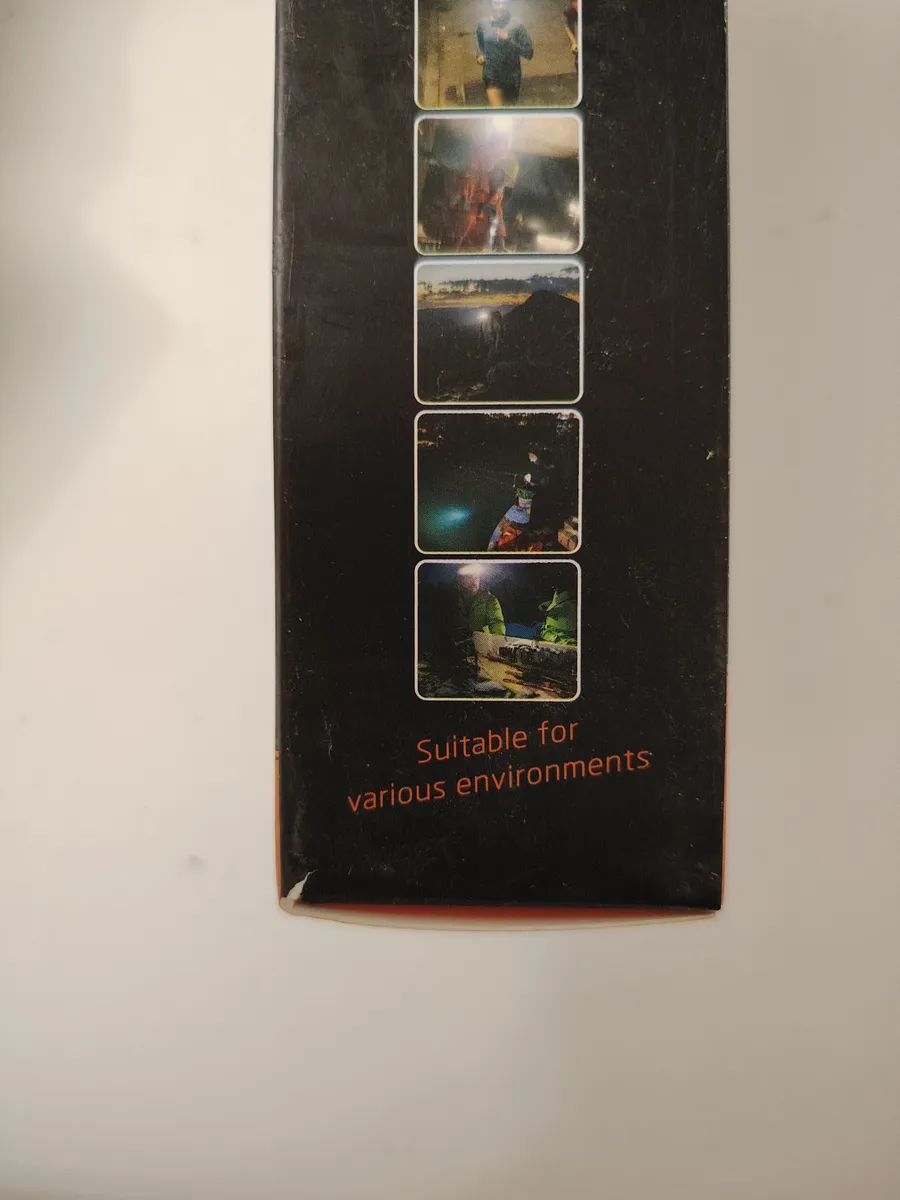 Suitable for
various environments